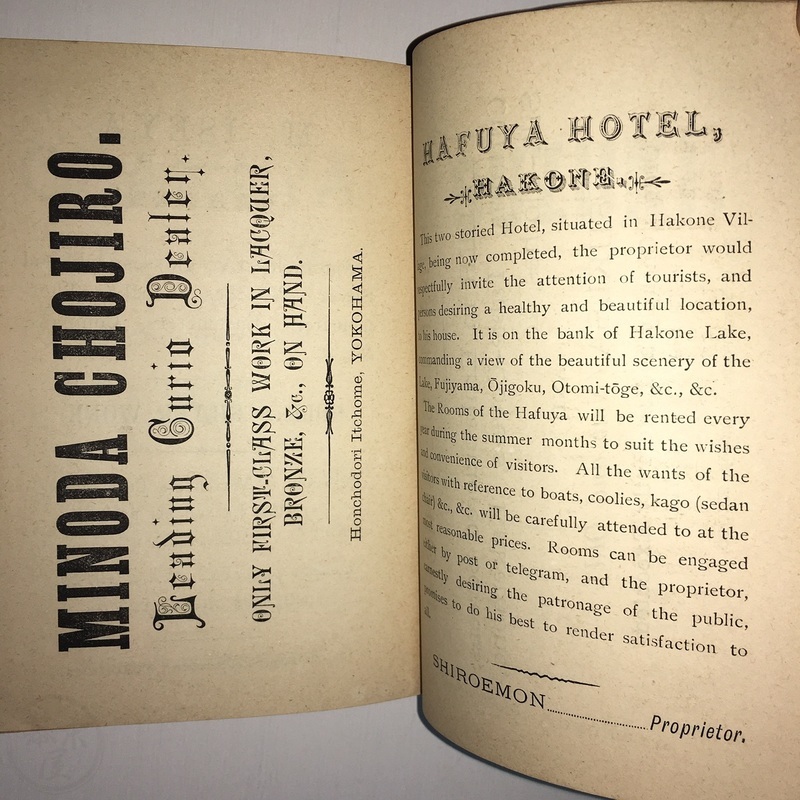 MINODA CHOJIRO.
Leading Curio Dealer.
ONLY FIRST-CLASS WORK IN LACQUER,
BRONZE, &c., ON HAND.
Honchodori Itchome, YOKOHAMA.
HAFUYA HOTEL,
HAKONE.
This two storied Hotel, situated in Hakone Vil-
being now completed, the proprietor would
respectfully invite the attention of tourists, and
persons desiring a healthy and beautiful location,
to his house. It is on the bank of Hakone Lake,
commanding a view of the beautiful scenery of the
Lake, Fujiyama, Ōjigoku, Otomi-tōge, &c., &c.
The Rooms of the Hafuya will be rented every
year during the summer months to suit the wishes
and convenience of visitors. All the wants of the
visitors with reference to boats, coolies, kago (sedan
chair) &c., &c. will be carefully attended to at the
most reasonable prices. Rooms can be engaged
either by post or telegram, and the proprietor,
earnestly desiring the patronage of the public,
promises to do his best to render satisfaction to
all.
SHIROEMON..............Proprietor.